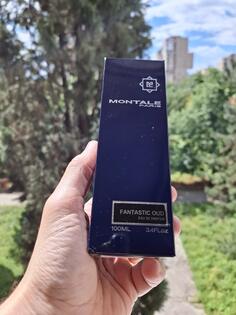 MONTALE
PARIS
FANTASTIC OUD
EAU DE PARFUM
100ML 3.4Fl.oz